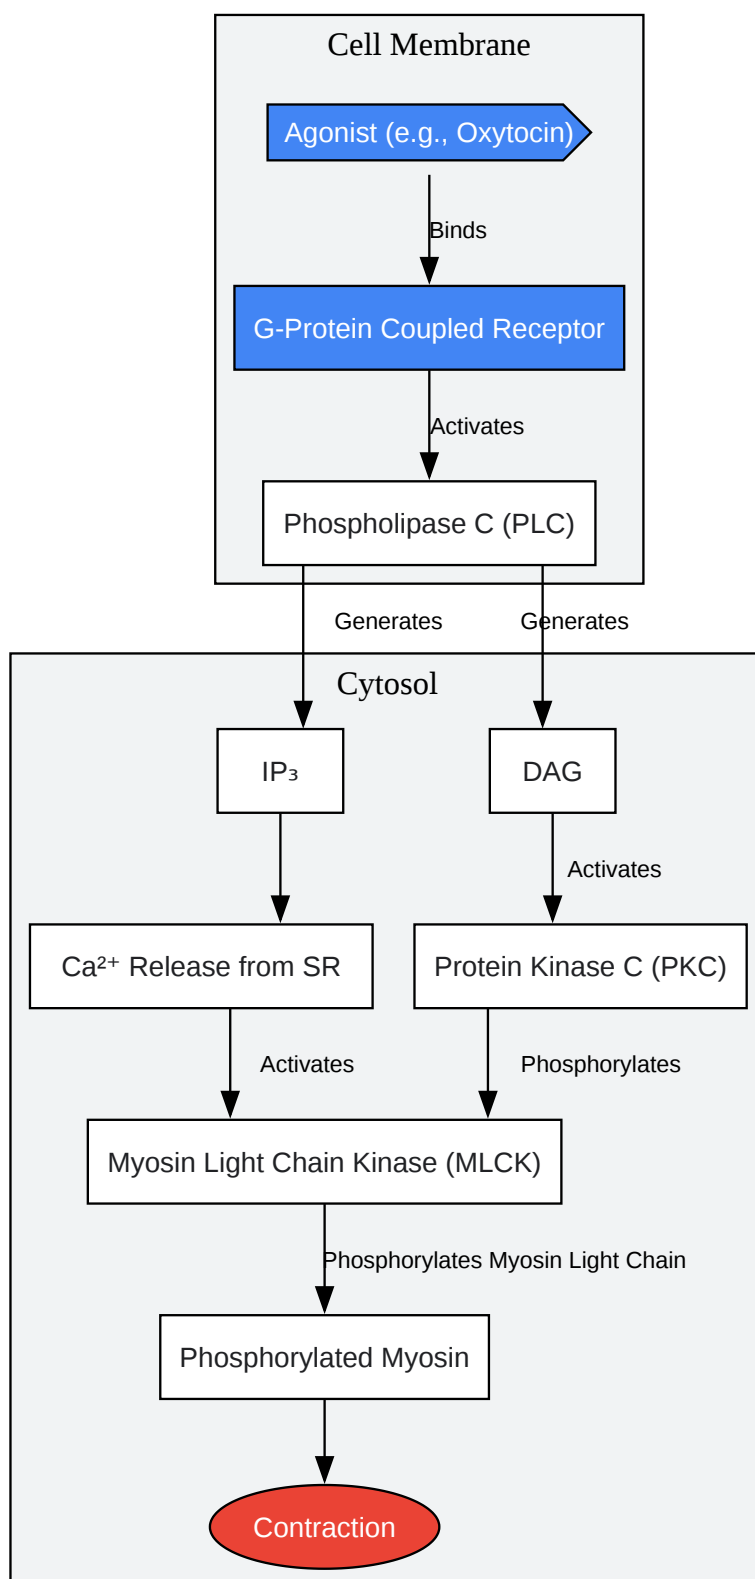 Cell Membrane
Agonist (e.g., Oxytocin)
Binds
G-Protein Coupled Receptor
Activates
Phospholipase C (PLC)
Generates
Generates
Cytosol
IP₃
DAG
Activates
Ca²⁺ Release from SR
Protein Kinase C (PKC)
Activates
Phosphorylates
Myosin Light Chain Kinase (MLCK)
Phosphorylates Myosin Light Chain
Phosphorylated Myosin
Contraction